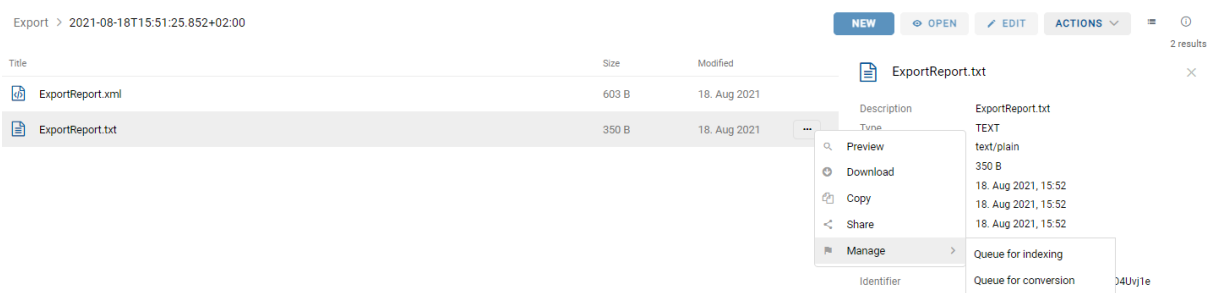 Export > 2021-08-18T15:51:25.852+02:00
NEW
OPEN
EDIT
ACTIONS
2 results
Title
Size
Modified
ExportReport.xml
603 B
18. Aug 2021
ExportReport.txt
350 B
18. Aug 2021
...
Preview
Download
Copy
Share
Manage
Queue for indexing
Queue for conversion
ExportReport.txt
Description
ExportReport.txt
Type
TEXT
text/plain
350 B
18. Aug 2021, 15:52
18. Aug 2021, 15:52
18. Aug 2021, 15:52
Identifier
04Uvj1e